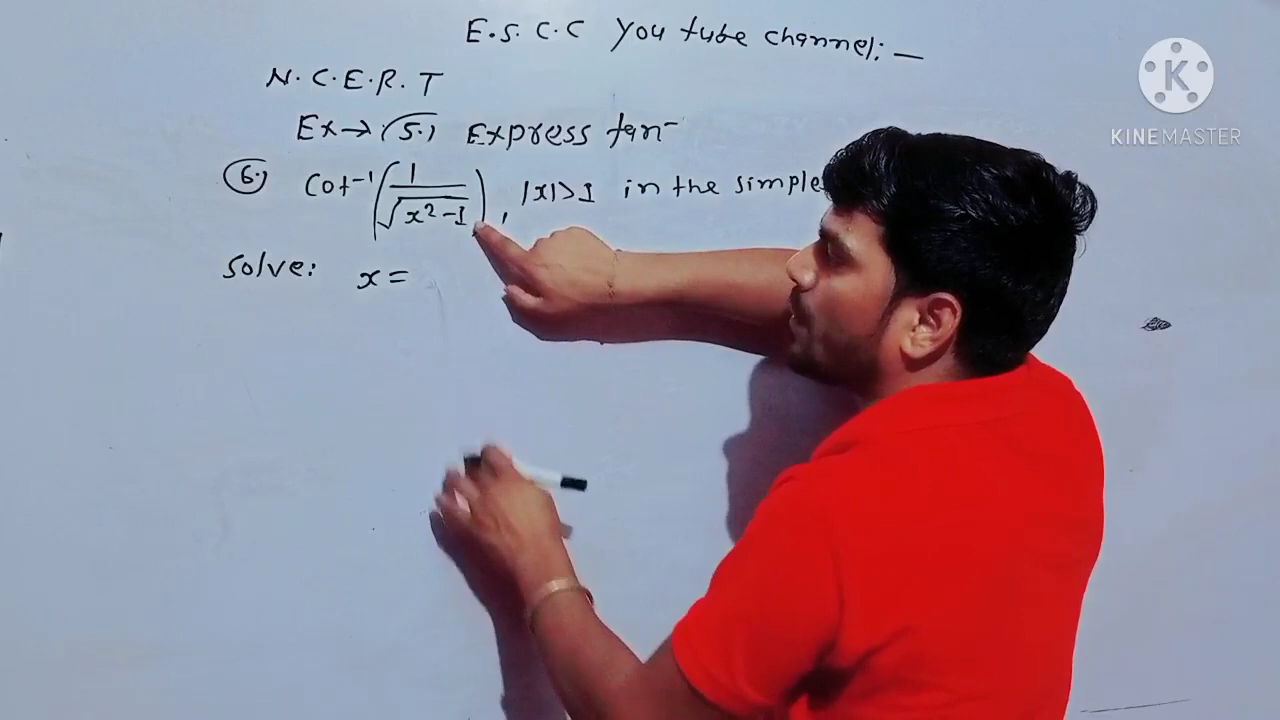 E.S. C.C You tube channel:—
N.C.E.R.T
Ex→(5.) Express tan-
(6.) Cot-1(1/√x2-1), |x|>1 in the simple
Solve: x=
K
KINEMASTER